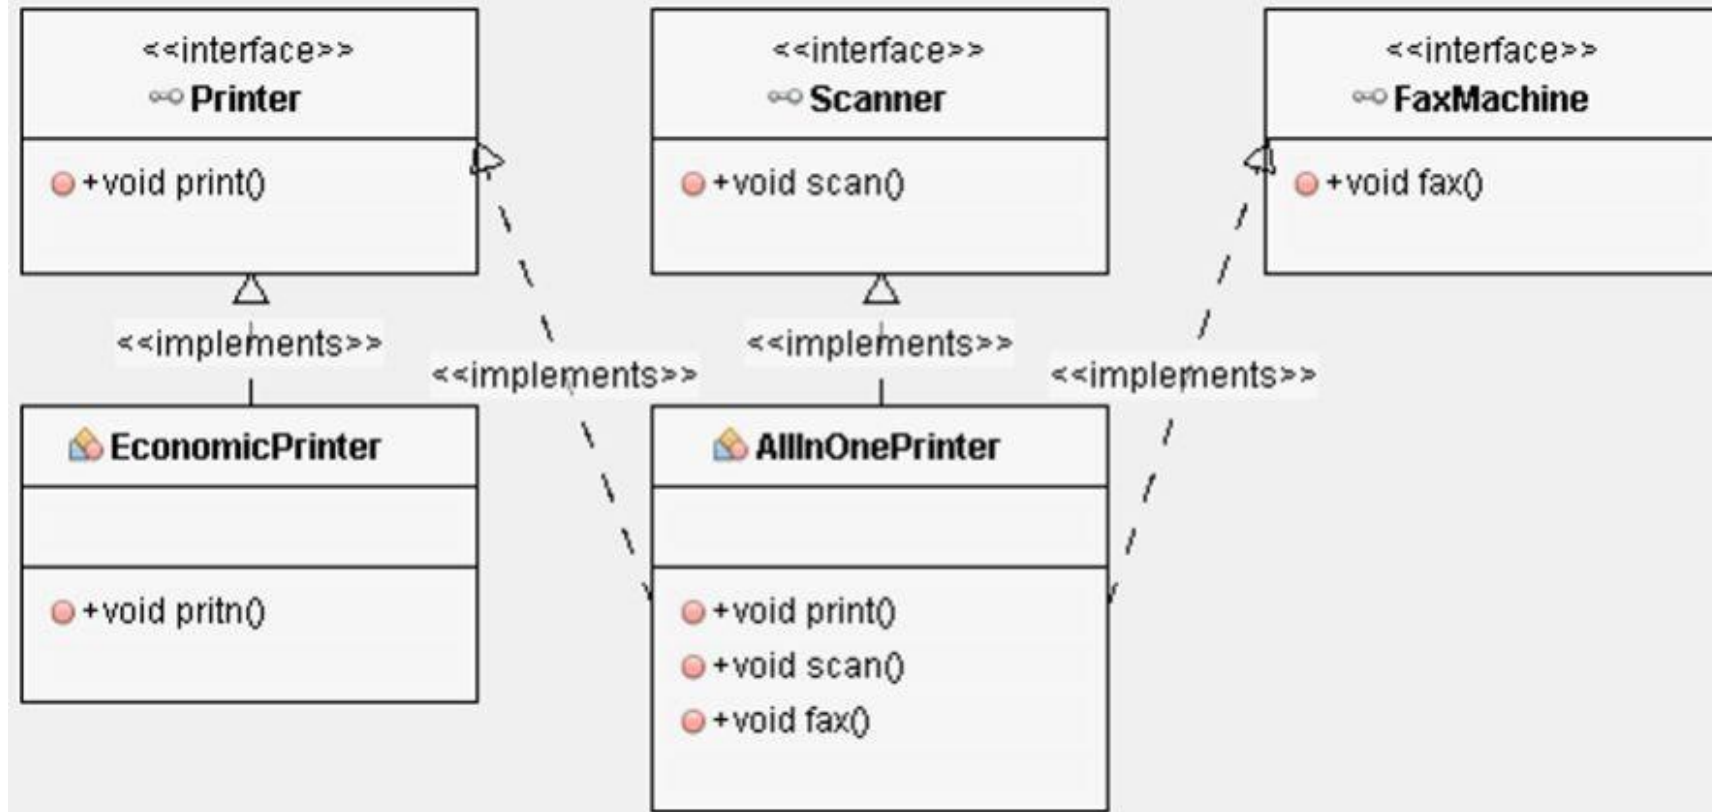 <<interface>>
Printer
+void print()
<<interface>>
Scanner
+void scan()
<<interface>>
FaxMachine
+void fax()
<<implements>>
<<implements>>
<<implements>>
<<implements>>
EconomicPrinter
+void pritn()
AllInOnePrinter
+void print()
+void scan()
+void fax()